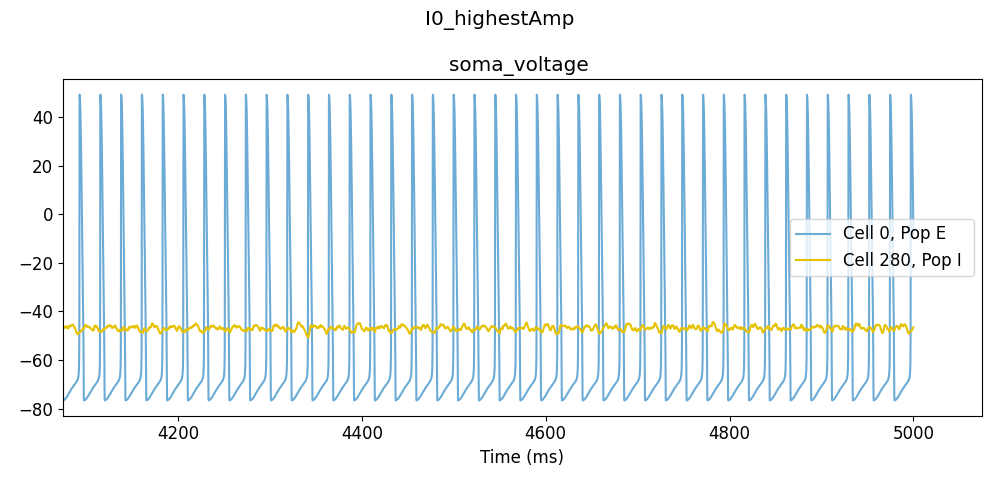 I0_highestAmp
soma_voltage
40
20
0
−20
−40
−60
−80
Cell 0, Pop E
Cell 280, Pop I
4200
4400
4600
4800
5000
Time (ms)